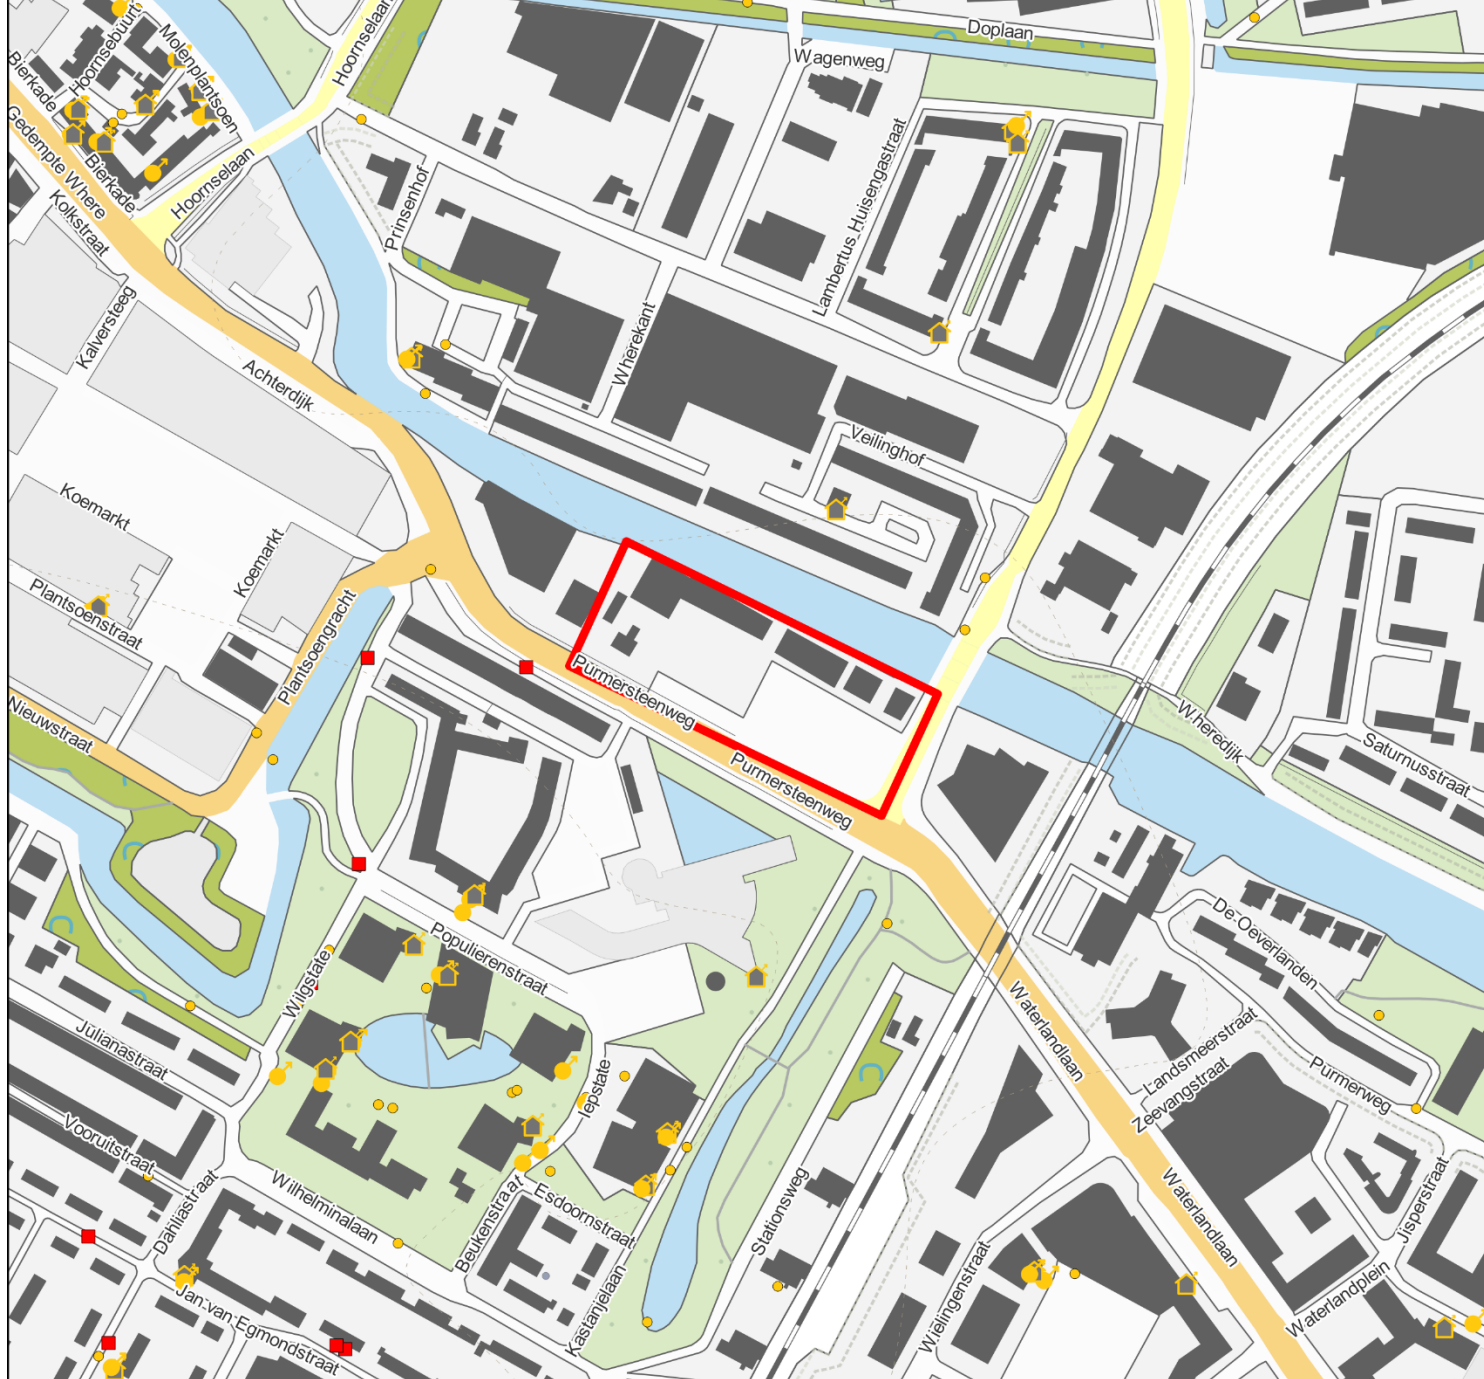 Doplaan
Wagenweg
Hoornselaan
Molenplantsoen
Hoornsebuurt
Bierkade
Gedempte Where
Bierkade
Kolkstraat
Hoornselaan
Prinsenhof
Lambertus Huisengastraat
Kalversteeg
Wherekant
Achterdijk
Veilinghof
Koemarkt
Koemarkt
Plantsoenstraat
Plantsoengracht
Purmersteenweg
Nieuwstraat
Purmersteenweg
Wheredijk
Saturnusstraat
De Oeverlanden
Populierenstraat
Wilgstate
Waterlandlaan
Landsmeerstraat
Zeevangstraat
Purmerweg
Julianastraat
Iepstate
Vooruitstraat
Dahliastraat
Wilhelminalaan
Beukenstraat
Esdoornstraat
Stationsweg
Waterlandlaan
Jisperstraat
Kastanjelaan
Wielingenstraat
Waterlandplein
Jan van Egmondstraat